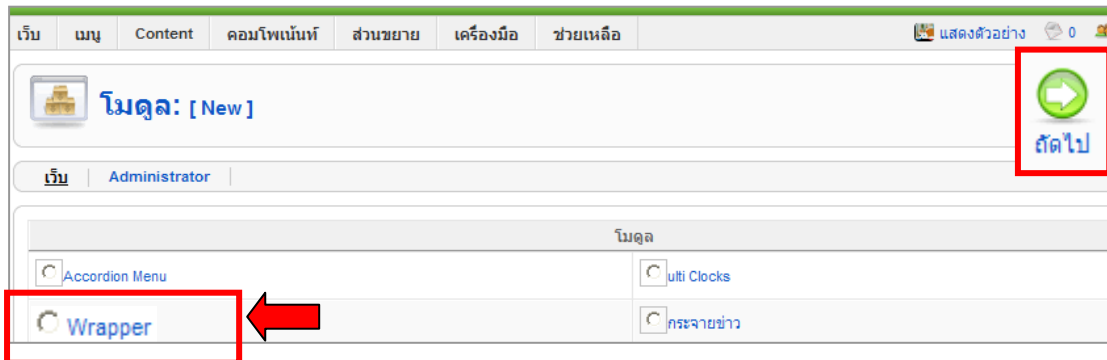 เว็บ เมนู Content คอมโพเน้นท์ ส่วนขยาย เครื่องมือ ช่วยเหลือ แสดงตัวอย่าง 0
โมดูล: [ New ]
ถัดไป
เว็บ Administrator
โมดูล
Accordion Menu ulti Clocks
Wrapper กระจายข่าว